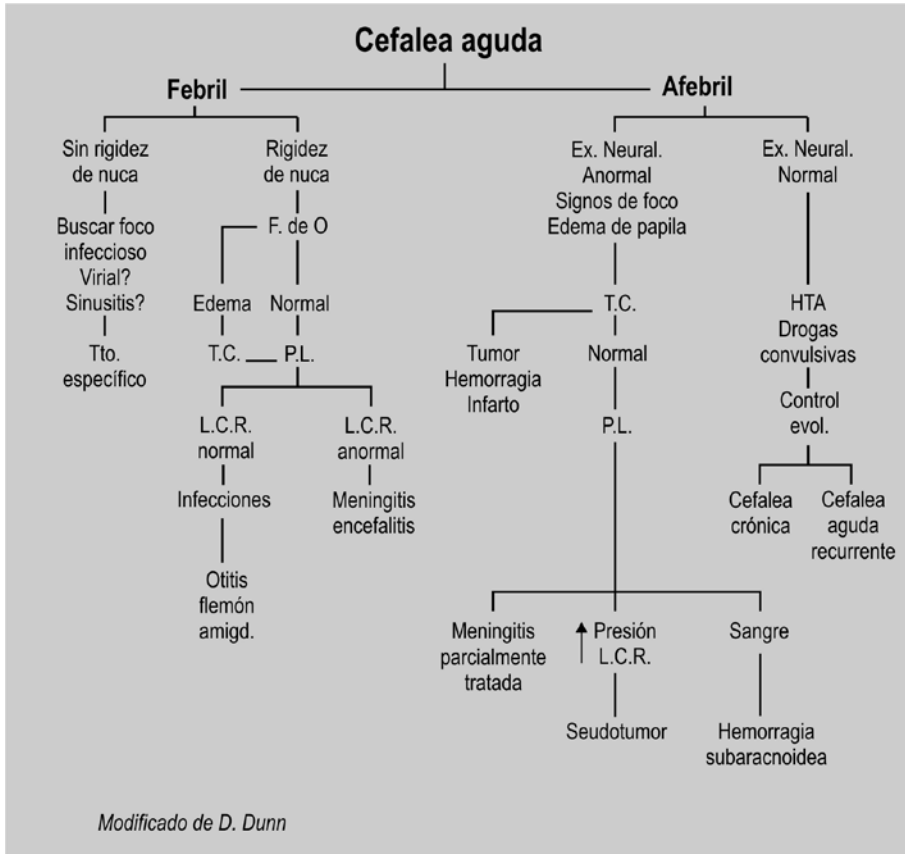 Cefalea aguda
Febril
Afebril
Sin rigidez
de nuca
Rigidez
de nuca
Ex. Neural.
Anormal
Signos de foco
Edema de papila
Ex. Neural.
Normal
Buscar foco
infeccioso
Virial?
Sinusitis?
F. de O
Edema
Normal
T.C.
HTA
Drogas
convulsivas
Tto.
específico
T.C.
P.L.
Tumor
Hemorragia
Infarto
Normal
Control
evol.
L.C.R.
normal
L.C.R.
anormal
P.L.
Infecciones
Meningitis
encefalitis
Cefalea
crónica
Cefalea
aguda
recurrente
Otitis
flemón
amigd.
Meningitis
parcialmente
tratada
Presión
L.C.R.
Sangre
Seudotumor
Hemorragia
subaracnoidea
Modificado de D. Dunn